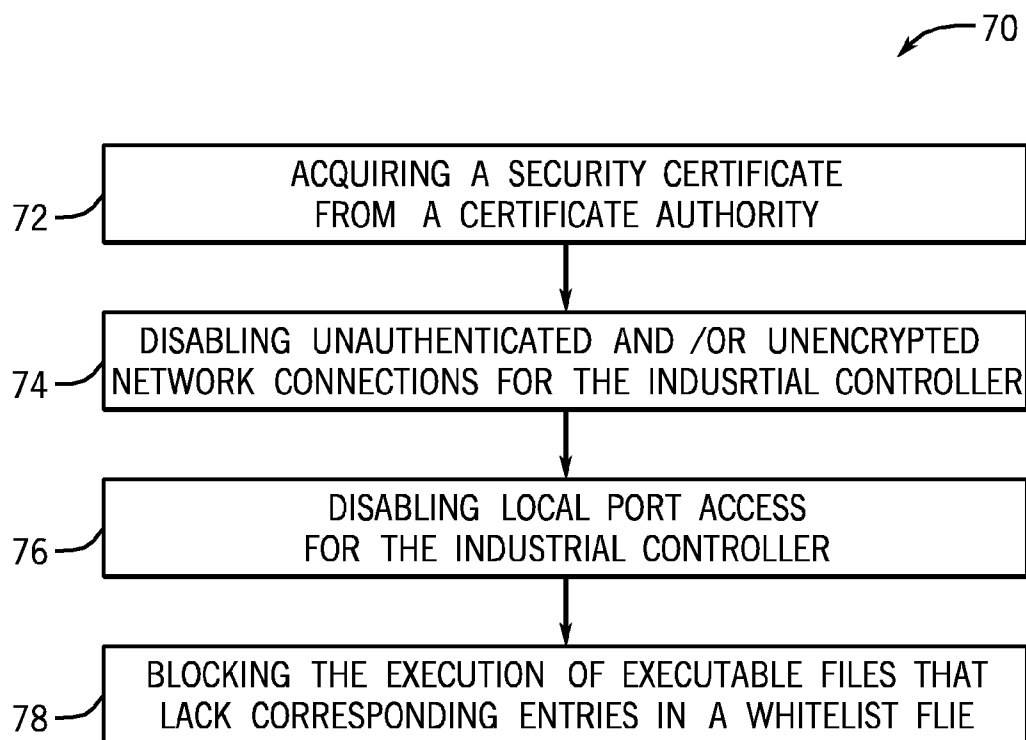 70
72
ACQUIRING A SECURITY CERTIFICATE
FROM A CERTIFICATE AUTHORITY
74
DISABLING UNAUTHENTICATED AND /OR UNENCRYPTED
NETWORK CONNECTIONS FOR THE INDUSRTIAL CONTROLLER
76
DISABLING LOCAL PORT ACCESS
FOR THE INDUSTRIAL CONTROLLER
78
BLOCKING THE EXECUTION OF EXECUTABLE FILES THAT
LACK CORRESPONDING ENTRIES IN A WHITELIST FLIE